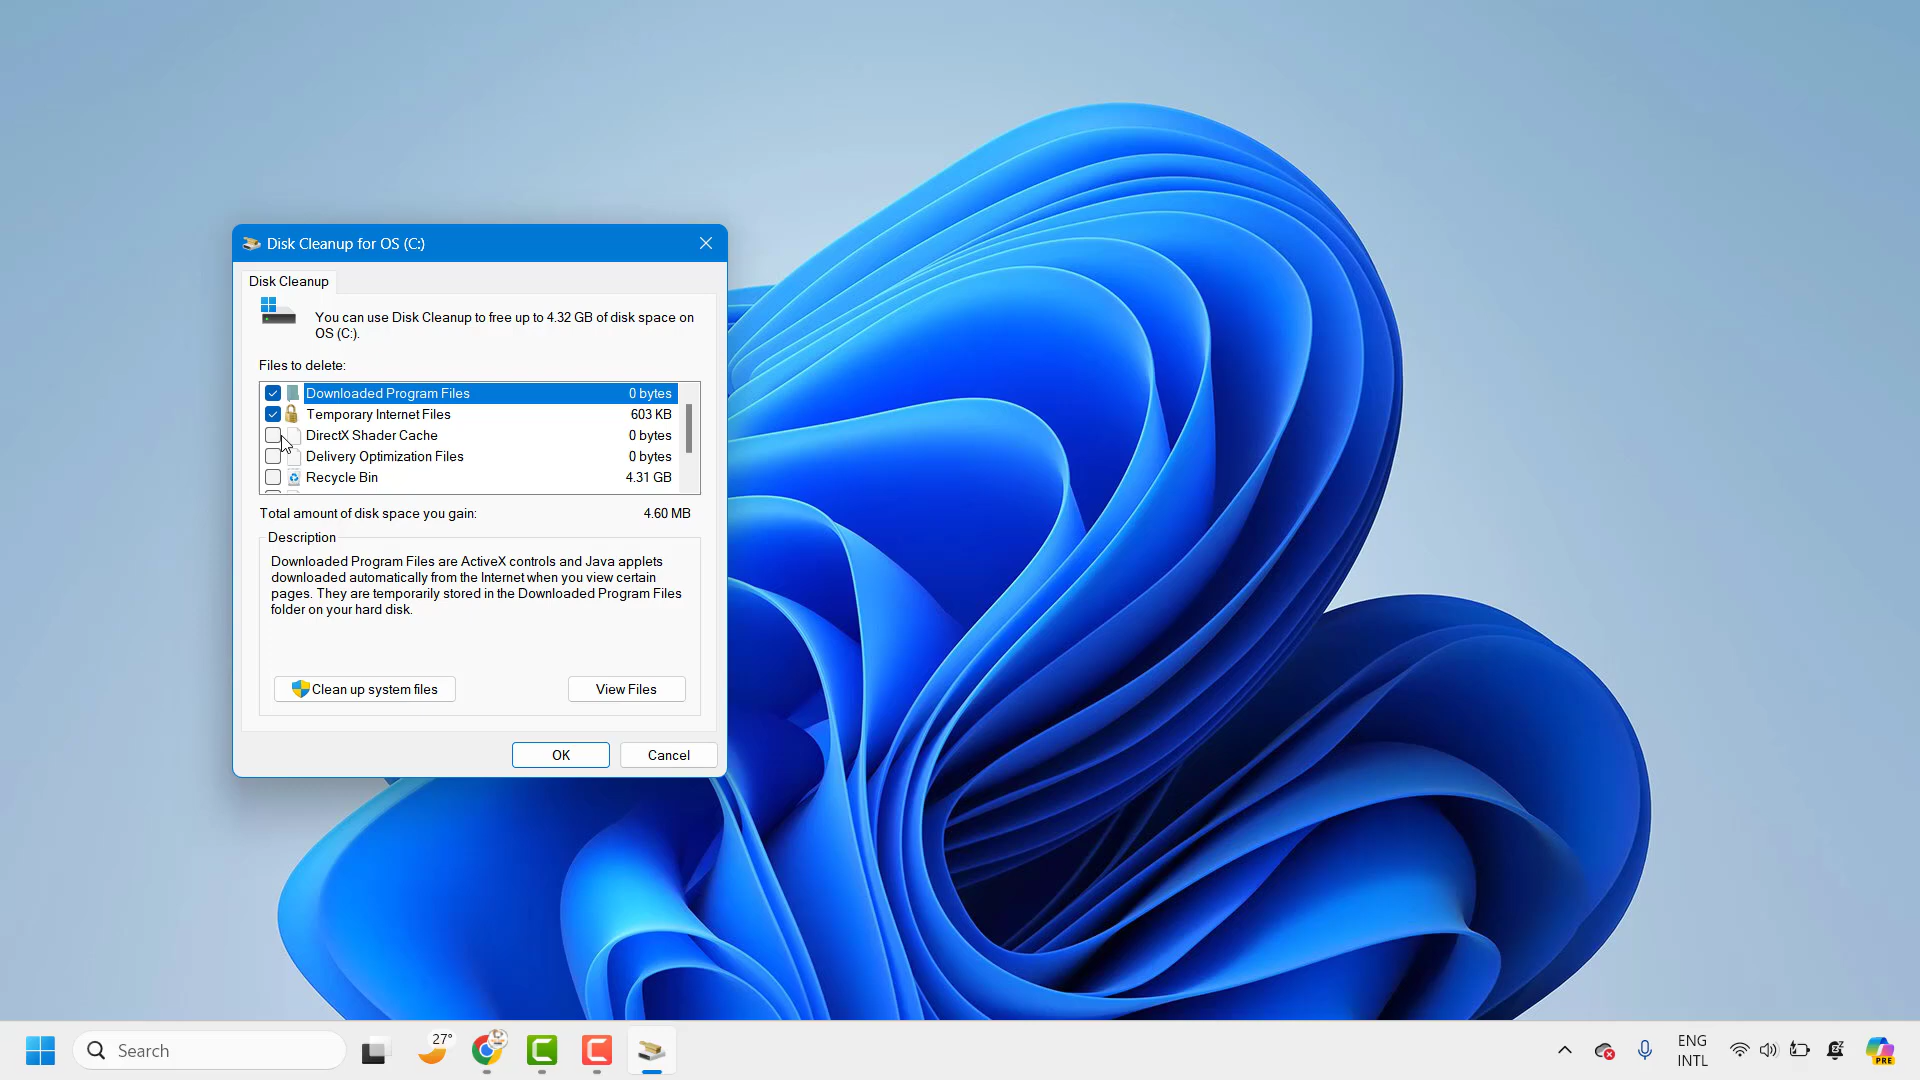 Disk Cleanup for OS (C:)
Disk Cleanup
You can use Disk Cleanup to free up to 4.32 GB of disk space on
OS (C:).
Files to delete:
Downloaded Program Files 0 bytes
Temporary Internet Files 603 KB
DirectX Shader Cache 0 bytes
Delivery Optimization Files 0 bytes
Recycle Bin 4.31 GB
Total amount of disk space you gain: 4.60 MB
Description
Downloaded Program Files are ActiveX controls and Java applets
downloaded automatically from the Internet when you view certain
pages. They are temporarily stored in the Downloaded Program Files
folder on your hard disk.
Clean up system files View Files
OK Cancel
Search
27°
ENG
INTL
PRE